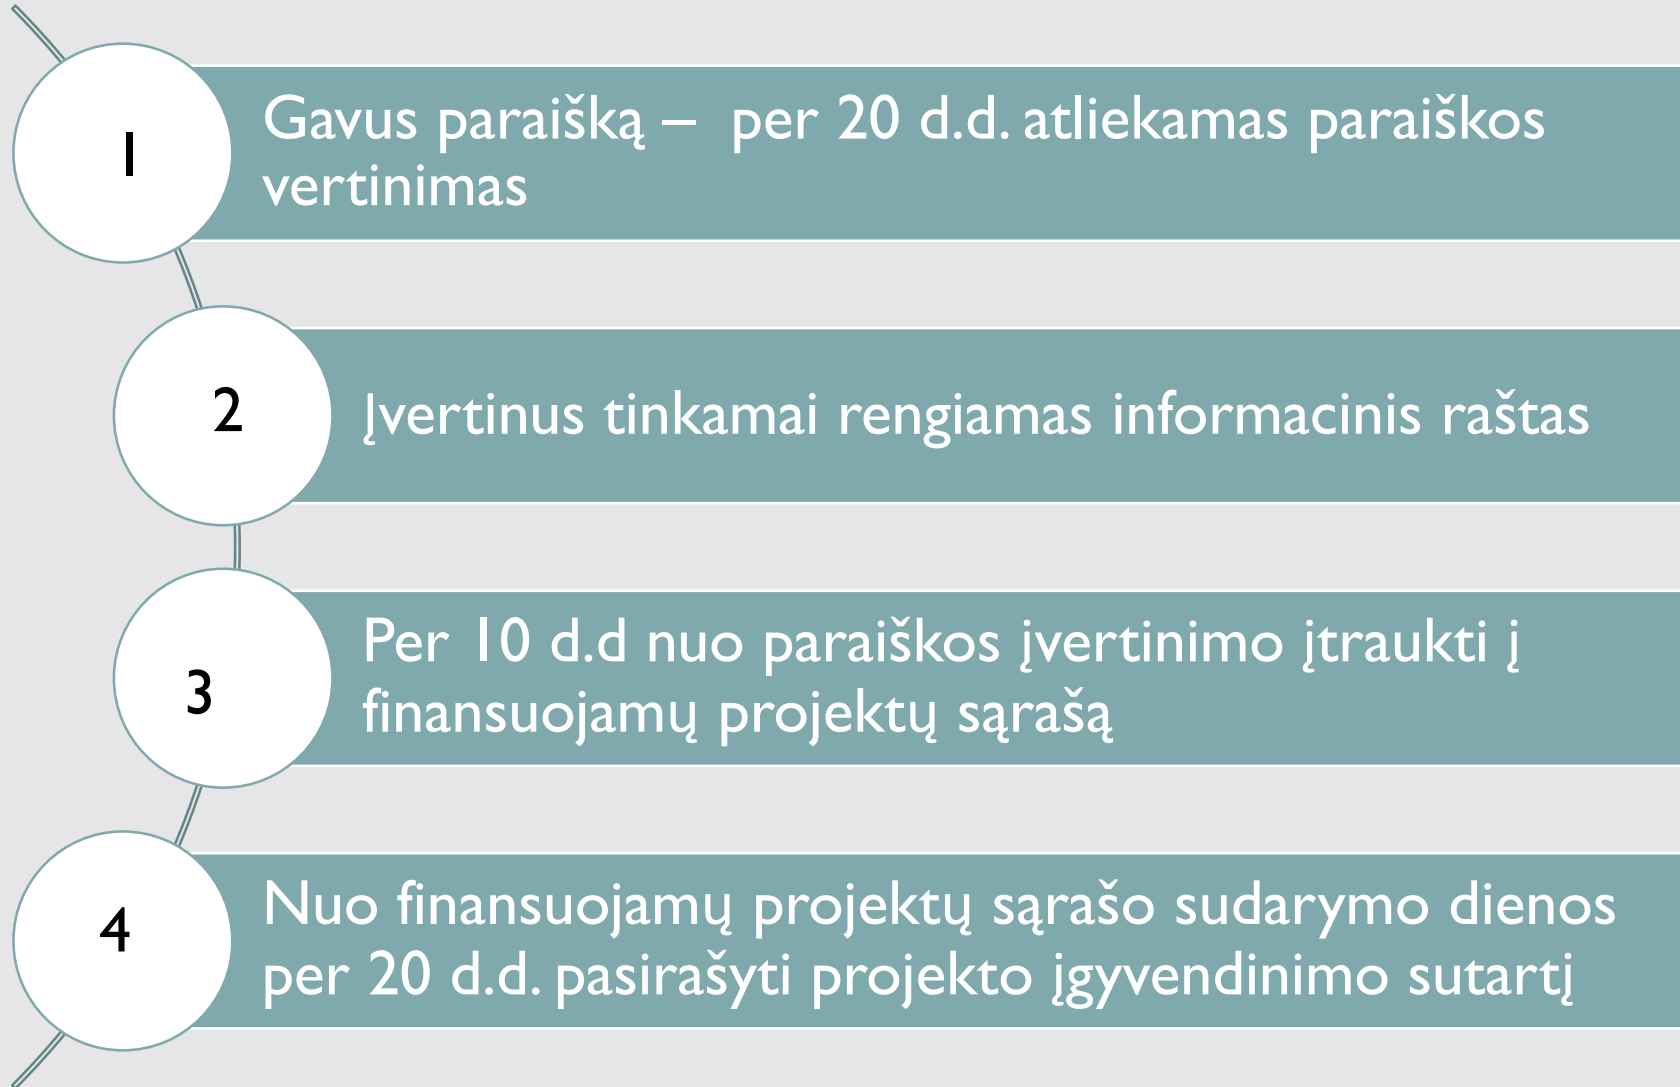 1
Gavus paraišką – per 20 d.d. atliekamas paraiškos
vertinimas
2
Įvertinus tinkamai rengiamas informacinis raštas
3
Per 10 d.d nuo paraiškos įvertinimo įtraukti į
finansuojamų projektų sąrašą
4
Nuo finansuojamų projektų sąrašo sudarymo dienos
per 20 d.d. pasirašyti projekto įgyvendinimo sutartį